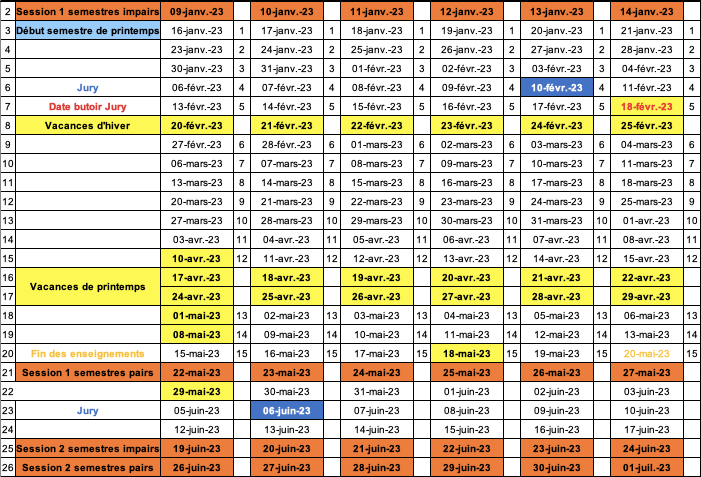 2 Session 1 semestres impairs 09-janv.-23 10-janv.-23 11-janv.-23 12-janv.-23 13-janv.-23 14-janv.-23
3 Début semestre de printemps 16-janv.-23 1 17-janv.-23 1 18-janv.-23 1 19-janv.-23 1 20-janv.-23 1 21-janv.-23 1
4 23-janv.-23 2 24-janv.-23 2 25-janv.-23 2 26-janv.-23 2 27-janv.-23 2 28-janv.-23 2
5 30-janv.-23 3 31-janv.-23 3 01-févr.-23 3 02-févr.-23 3 03-févr.-23 3 04-févr.-23 3
6 Jury 06-févr.-23 4 07-févr.-23 4 08-févr.-23 4 09-févr.-23 4 10-févr.-23 4 11-févr.-23 4
7 Date butoir Jury 13-févr.-23 5 14-févr.-23 5 15-févr.-23 5 16-févr.-23 5 17-févr.-23 5 18-févr.-23 5
8 Vacances d'hiver 20-févr.-23 21-févr.-23 22-févr.-23 23-févr.-23 24-févr.-23 25-févr.-23
9 27-févr.-23 6 28-févr.-23 6 01-mars-23 6 02-mars-23 6 03-mars-23 6 04-mars-23 6
10 06-mars-23 7 07-mars-23 7 08-mars-23 7 09-mars-23 7 10-mars-23 7 11-mars-23 7
11 13-mars-23 8 14-mars-23 8 15-mars-23 8 16-mars-23 8 17-mars-23 8 18-mars-23 8
12 20-mars-23 9 21-mars-23 9 22-mars-23 9 23-mars-23 9 24-mars-23 9 25-mars-23 9
13 27-mars-23 10 28-mars-23 10 29-mars-23 10 30-mars-23 10 31-mars-23 10 01-avr.-23 10
14 03-avr.-23 11 04-avr.-23 11 05-avr.-23 11 06-avr.-23 11 07-avr.-23 11 08-avr.-23 11
15 10-avr.-23 12 11-avr.-23 12 12-avr.-23 12 13-avr.-23 12 14-avr.-23 12 15-avr.-23 12
16 Vacances de printemps 17-avr.-23 18-avr.-23 19-avr.-23 20-avr.-23 21-avr.-23 22-avr.-23
17 24-avr.-23 25-avr.-23 26-avr.-23 27-avr.-23 28-avr.-23 29-avr.-23
18 01-mai-23 13 02-mai-23 13 03-mai-23 13 04-mai-23 13 05-mai-23 13 06-mai-23 13
19 08-mai-23 14 09-mai-23 14 10-mai-23 14 11-mai-23 14 12-mai-23 14 13-mai-23 14
20 Fin des enseignements 15-mai-23 15 16-mai-23 15 17-mai-23 15 18-mai-23 15 19-mai-23 15 20-mai-23 15
21 Session 1 semestres pairs 22-mai-23 23-mai-23 24-mai-23 25-mai-23 26-mai-23 27-mai-23
22 29-mai-23 30-mai-23 31-mai-23 01-juin-23 02-juin-23 03-juin-23
23 Jury 05-juin-23 06-juin-23 07-juin-23 08-juin-23 09-juin-23 10-juin-23
24 12-juin-23 13-juin-23 14-juin-23 15-juin-23 16-juin-23 17-juin-23
25 Session 2 semestres impairs 19-juin-23 20-juin-23 21-juin-23 22-juin-23 23-juin-23 24-juin-23
26 Session 2 semestres pairs 26-juin-23 27-juin-23 28-juin-23 29-juin-23 30-juin-23 01-juil.-23